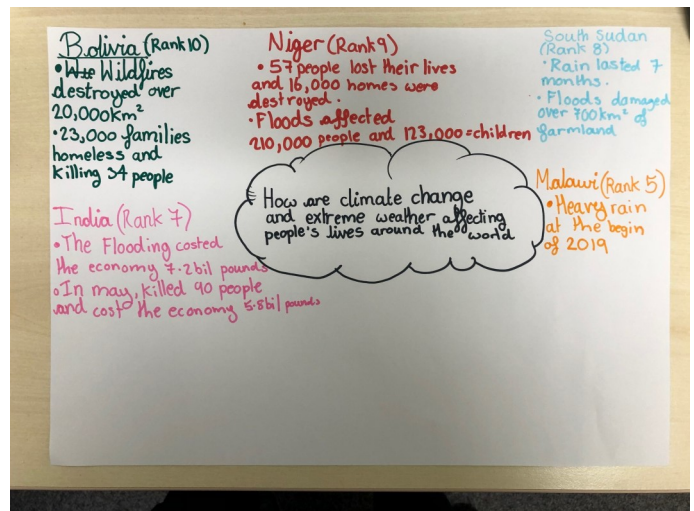 Bolivia (Rank 10)
• Wie Wildfires
destroyed over
20,000km²
• 23,000 families
homeless and
killing 34 people
Niger (Rank 9)
• 57 people lost their lives
and 16,000 homes were
destroyed.
• Floods affected
210,000 people and 123,000 = children
South Sudan
(Rank 8)
• Rain lasted 7
months.
• Floods damaged
over 700km² of
farmland
How are climate change
and extreme weather affecting
people's lives around the world
Malawi (Rank 5)
• Heavy rain
at the begin
of 2019
India (Rank 7)
• The Flooding costed
the economy 7.2bil pounds
• In may, killed 90 people
and cost the economy 5.8bil pounds